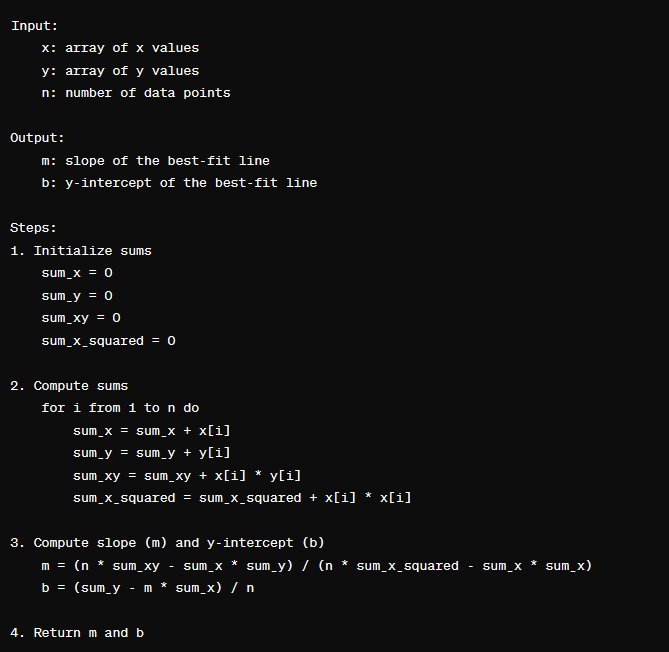 Input:
    x: array of x values
    y: array of y values
    n: number of data points

Output:
    m: slope of the best-fit line
    b: y-intercept of the best-fit line

Steps:
1. Initialize sums
    sum_x = 0
    sum_y = 0
    sum_xy = 0
    sum_x_squared = 0

2. Compute sums
    for i from 1 to n do
        sum_x = sum_x + x[i]
        sum_y = sum_y + y[i]
        sum_xy = sum_xy + x[i] * y[i]
        sum_x_squared = sum_x_squared + x[i] * x[i]

3. Compute slope (m) and y-intercept (b)
    m = (n * sum_xy - sum_x * sum_y) / (n * sum_x_squared - sum_x * sum_x)
    b = (sum_y - m * sum_x) / n

4. Return m and b